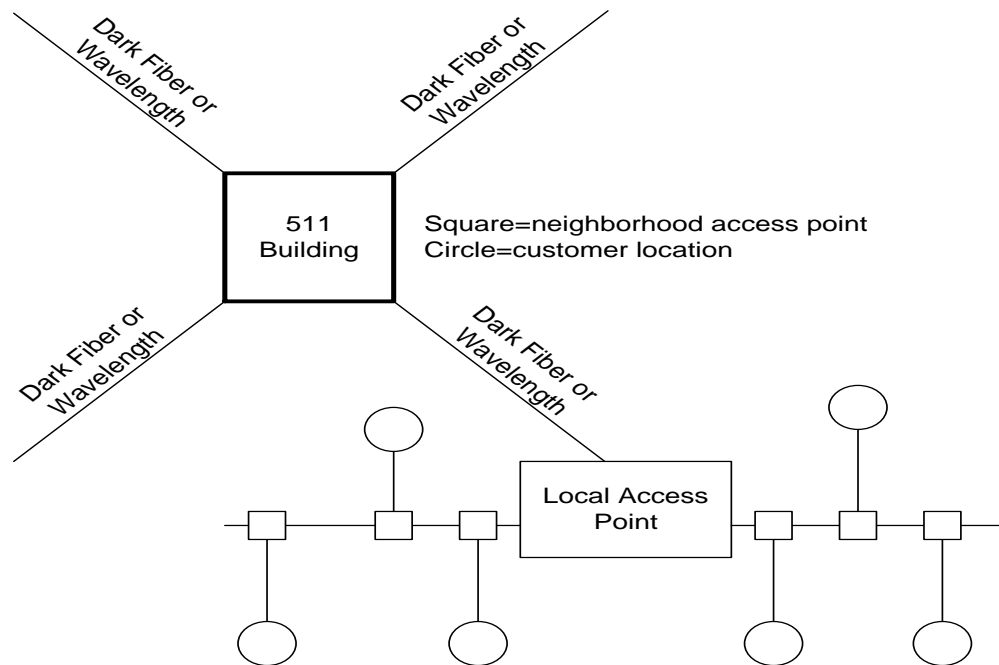 Dark Fiber or
Wavelength
Dark Fiber or
Wavelength
511
Building
Square=neighborhood access point
Circle=customer location
Dark Fiber or
Wavelength
Dark Fiber or
Wavelength
Local Access
Point